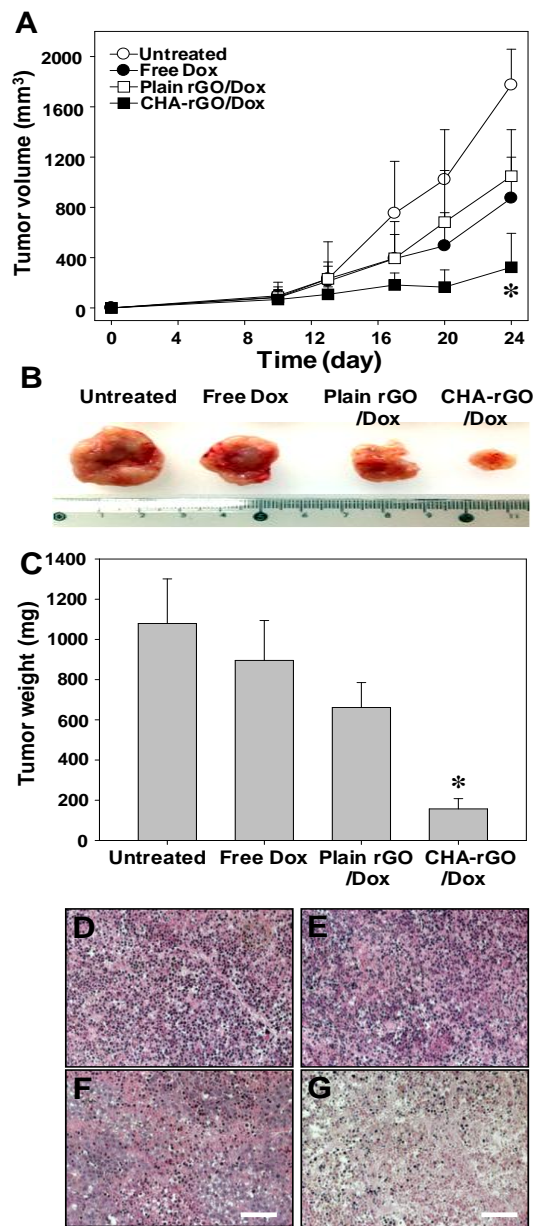 A
Tumor volume (mm³)
2000
1600
1200
800
400
0
Untreated
Free Dox
Plain rGO/Dox
CHA-rGO/Dox
*
0 4 8 12 16 20 24
Time (day)
B
Untreated Free Dox Plain rGO /Dox CHA-rGO /Dox
C
Tumor weight (mg)
1400
1200
1000
800
600
400
200
0
*
Untreated Free Dox Plain rGO /Dox CHA-rGO /Dox
D
E
F
G